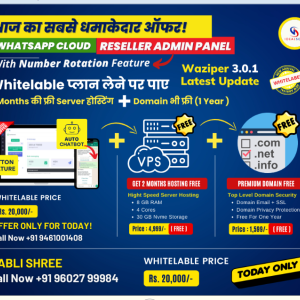 आज का सबसे धमाकेदार ऑफर!
WHATSAPP CLOUD RESELLER ADMIN PANEL
With Number Rotation Feature
Waziper 3.0.1
Latest Update
WHITELABEL
Whitelable प्लान लेने पर पाए
Months की फ्री Server होस्टिंग + Domain भी फ्री (1 Year)
AUTO
CHATBOT
TON
FEATURE
FREE
VPS
FREE
.com
.net
.info
GET 2 MONTHS HOSTING FREE
Hight Speed Server Hosting
8 GB RAM
4 Cores
30 GB Nvme Storage
Price : 4,999/- ( FREE )
PREMIUM DOMAIN FREE
Top Level Domain Security
Domain Email + SSL
Domain Privacy Protection
Free For One Year
Price : 1,599/- ( FREE )
WHITELABLE PRICE
Rs. 20,000/-
OFFER ONLY FOR TODAY!
Call Now +91 9461001408
ABLI SHREE
Call Now +91 96027 99984
WHITELABLE PRICE
Rs. 20,000/-
TODAY ONLY